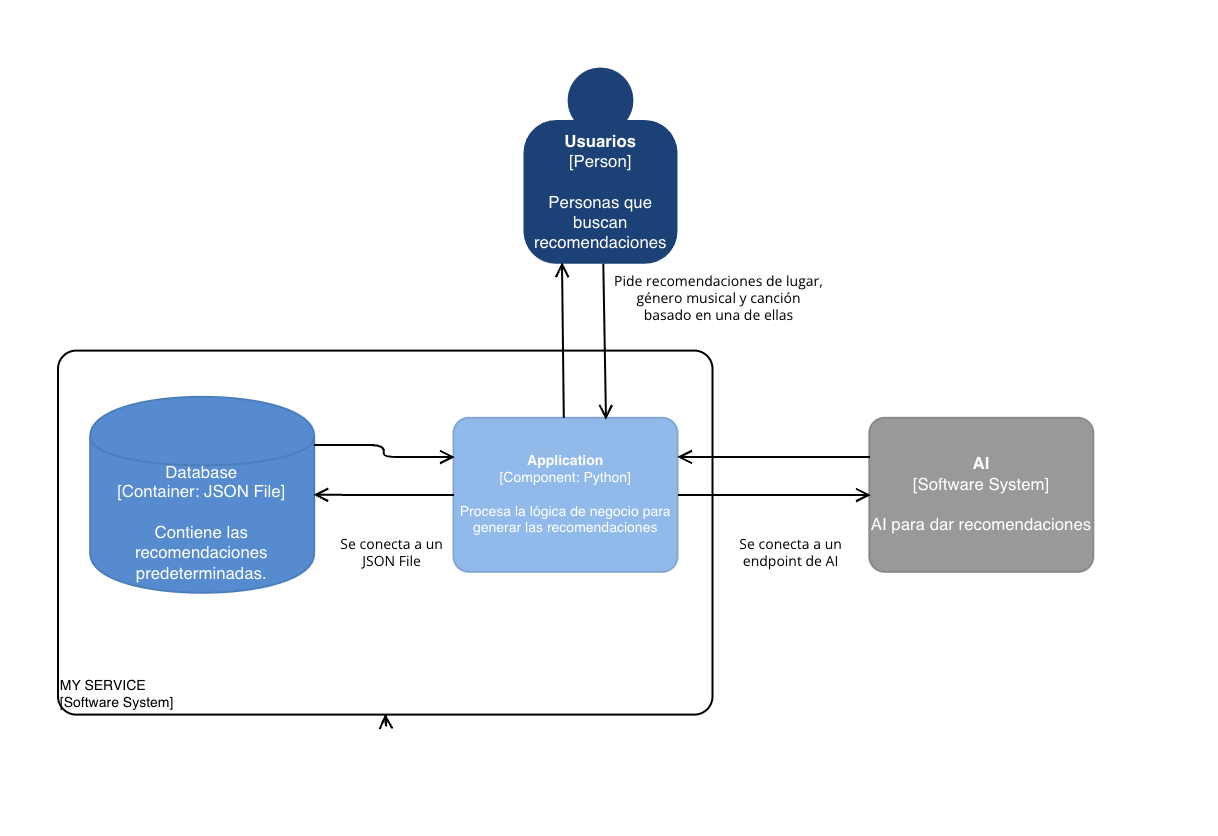 Usuarios
[Person]
Personas que
buscan
recomendaciones
Pide recomendaciones de lugar,
género musical y canción
basado en una de ellas
Database
[Container: JSON File]
Contiene las
recomendaciones
predeterminadas.
Se conecta a un
JSON File
Application
[Component: Python]
Procesa la lógica de negocio para
generar las recomendaciones
Se conecta a un
endpoint de AI
AI
[Software System]
AI para dar recomendaciones
MY SERVICE
[Software System]